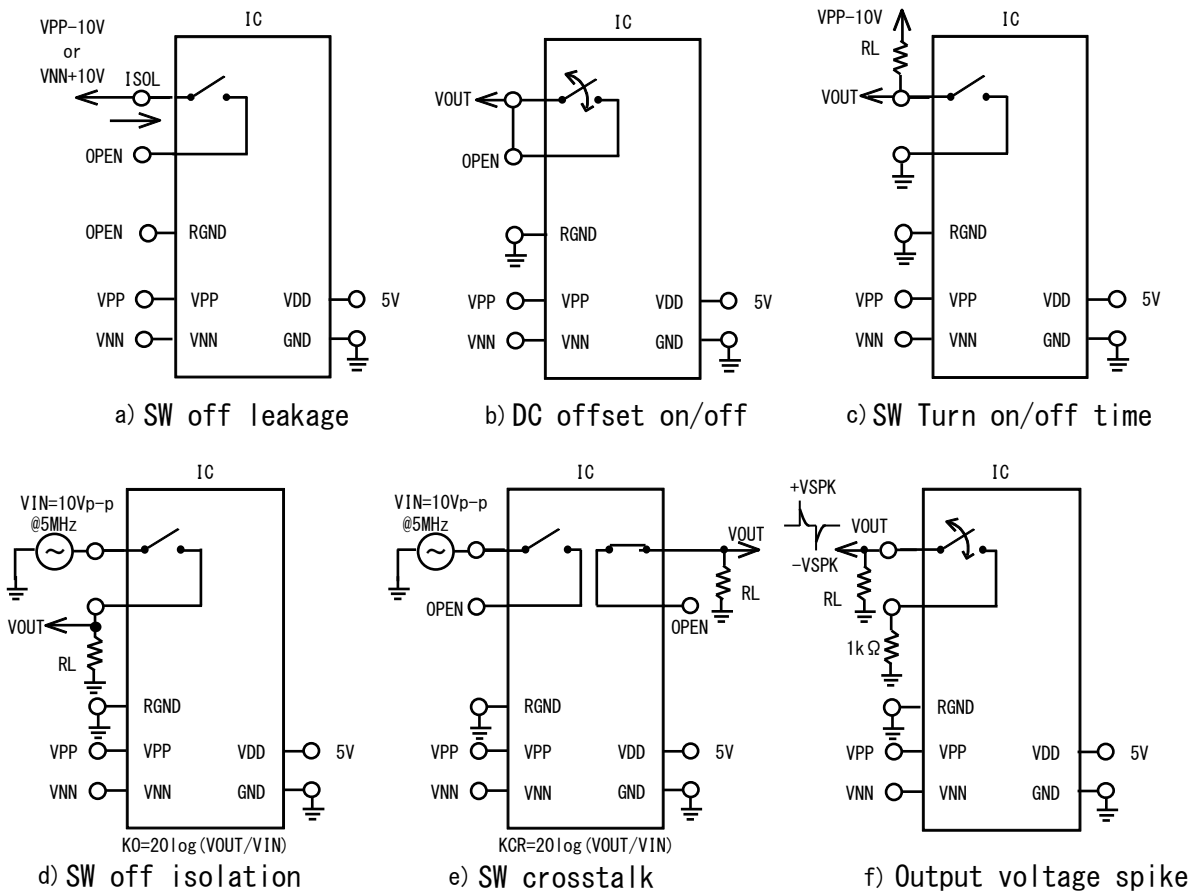 IC
VPP-10V
or
VNN+10V
ISOL
OPEN
OPEN
RGND
VPP
VPP
VDD
5V
VNN
VNN
GND
a) SW off leakage
IC
VOUT
OPEN
RGND
VPP
VPP
VDD
5V
VNN
VNN
GND
b) DC offset on/off
IC
VPP-10V
RL
VOUT
RGND
VPP
VPP
VDD
5V
VNN
VNN
GND
c) SW Turn on/off time
IC
VIN=10Vp-p
@5MHz
VOUT
RL
RGND
VPP
VPP
VDD
5V
VNN
VNN
GND
KO=20log(VOUT/VIN)
d) SW off isolation
IC
VIN=10Vp-p
@5MHz
VOUT
RL
OPEN
OPEN
RGND
VPP
VPP
VDD
5V
VNN
VNN
GND
KCR=20log(VOUT/VIN)
e) SW crosstalk
IC
+VSPK
VOUT
-VSPK
RL
1kΩ
RGND
VPP
VPP
VDD
5V
VNN
VNN
GND
f) Output voltage spike